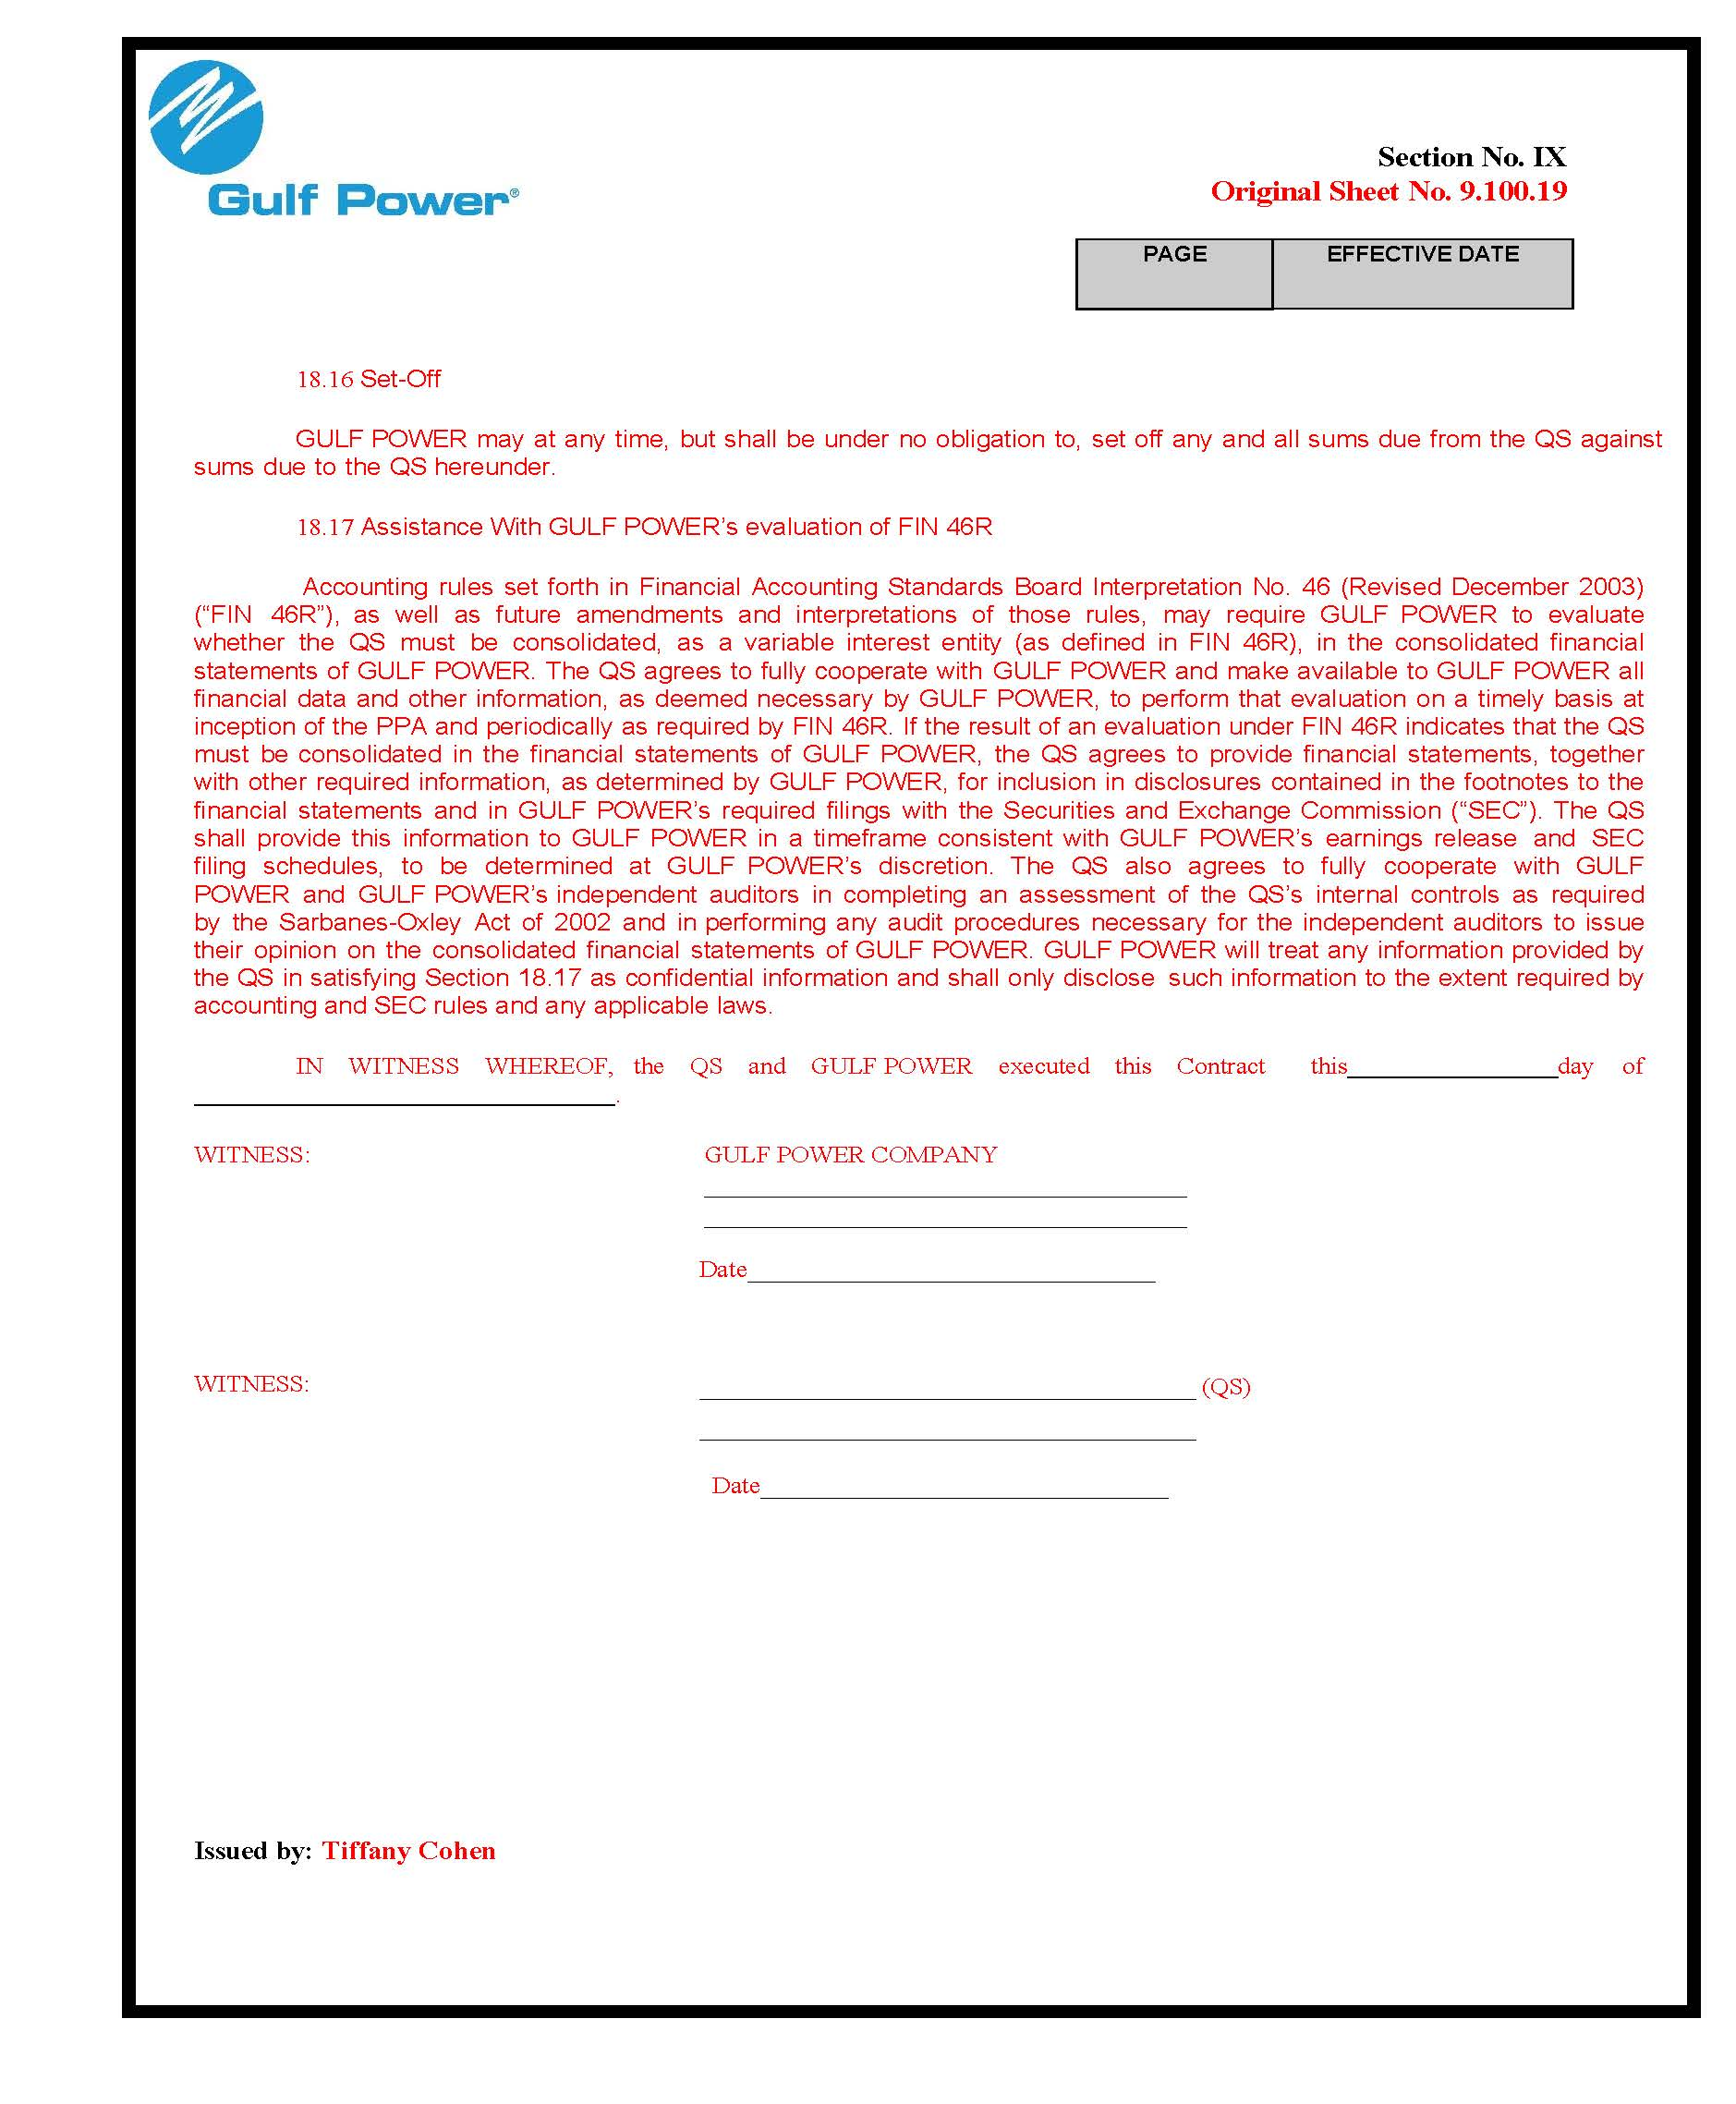 Gulf Power®
Section No. IX
Original Sheet No. 9.100.19
PAGE
EFFECTIVE DATE
18.16 Set-Off
GULF POWER may at any time, but shall be under no obligation to, set off any and all sums due from the QS against
sums due to the QS hereunder.
18.17 Assistance With GULF POWER’s evaluation of FIN 46R
Accounting rules set forth in Financial Accounting Standards Board Interpretation No. 46 (Revised December 2003)
(“FIN 46R”), as well as future amendments and interpretations of those rules, may require GULF POWER to evaluate
whether the QS must be consolidated, as a variable interest entity (as defined in FIN 46R), in the consolidated financial
statements of GULF POWER. The QS agrees to fully cooperate with GULF POWER and make available to GULF POWER all
financial data and other information, as deemed necessary by GULF POWER, to perform that evaluation on a timely basis at
inception of the PPA and periodically as required by FIN 46R. If the result of an evaluation under FIN 46R indicates that the QS
must be consolidated in the financial statements of GULF POWER, the QS agrees to provide financial statements, together
with other required information, as determined by GULF POWER, for inclusion in disclosures contained in the footnotes to the
financial statements and in GULF POWER’s required filings with the Securities and Exchange Commission (“SEC”). The QS
shall provide this information to GULF POWER in a timeframe consistent with GULF POWER’s earnings release and SEC
filing schedules, to be determined at GULF POWER’s discretion. The QS also agrees to fully cooperate with GULF
POWER and GULF POWER’s independent auditors in completing an assessment of the QS’s internal controls as required
by the Sarbanes-Oxley Act of 2002 and in performing any audit procedures necessary for the independent auditors to issue
their opinion on the consolidated financial statements of GULF POWER. GULF POWER will treat any information provided by
the QS in satisfying Section 18.17 as confidential information and shall only disclose such information to the extent required by
accounting and SEC rules and any applicable laws.
IN WITNESS WHEREOF, the QS and GULF POWER executed this Contract this________________day of
________________________________.
WITNESS: GULF POWER COMPANY
Date_______________________________
WITNESS: ______________________________________ (QS)
Date_______________________________
Issued by: Tiffany Cohen